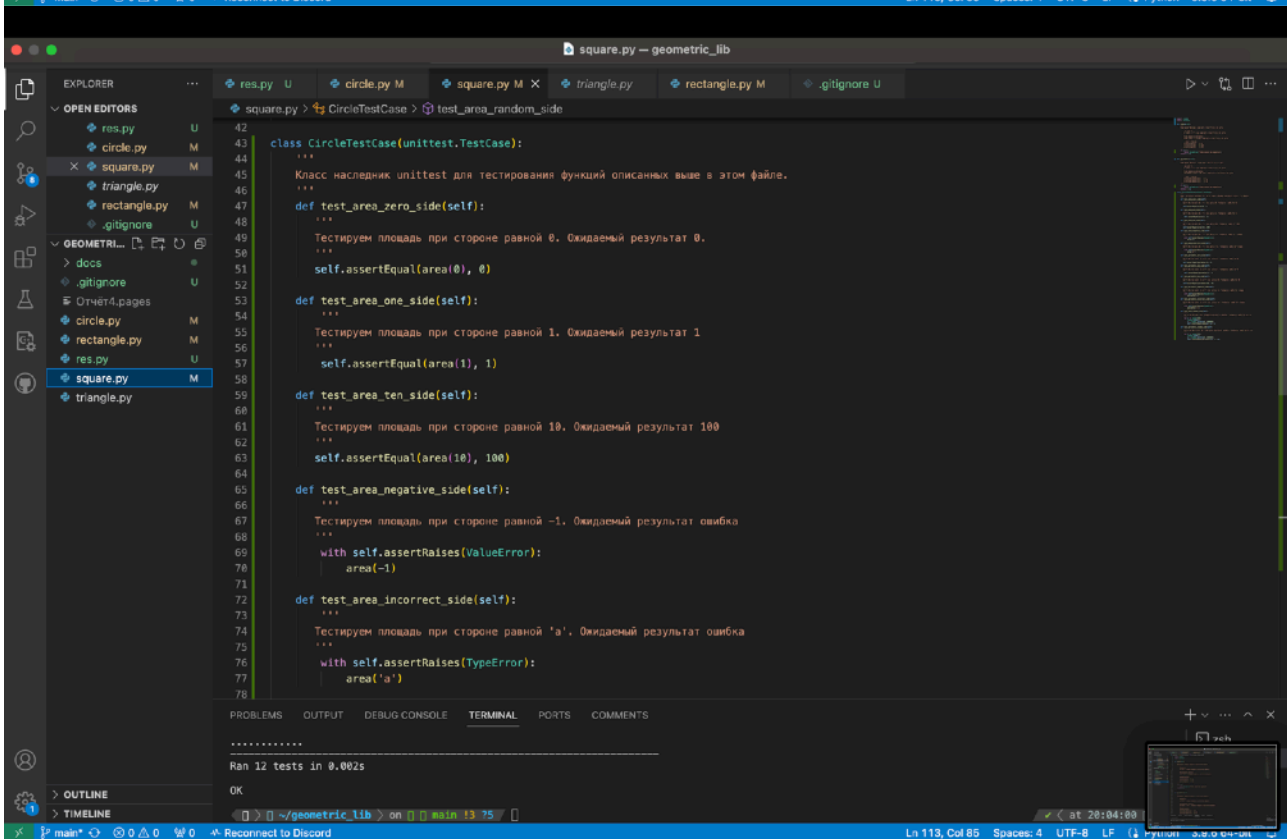 square.py — geometric_lib
EXPLORER
res.py U
circle.py M
square.py M
triangle.py
rectangle.py M
.gitignore U
OPEN EDITORS
res.py U
circle.py M
square.py M
triangle.py
rectangle.py M
.gitignore U
GEOMETRI...
docs
.gitignore U
Отчёт4.pages
circle.py M
rectangle.py M
res.py U
square.py M
triangle.py
OUTLINE
TIMELINE
square.py > CircleTestCase > test_area_random_side
42
43 class CircleTestCase(unittest.TestCase):
44 '''
45 Класс наследник unittest для тестирования функций описанных выше в этом файле.
46 '''
47 def test_area_zero_side(self):
48 '''
49 Тестируем площадь при стороне равной 0. Ожидаемый результат 0.
50 '''
51 self.assertEqual(area(0), 0)
52
53 def test_area_one_side(self):
54 '''
55 Тестируем площадь при стороне равной 1. Ожидаемый результат 1
56 '''
57 self.assertEqual(area(1), 1)
58
59 def test_area_ten_side(self):
60 '''
61 Тестируем площадь при стороне равной 10. Ожидаемый результат 100
62 '''
63 self.assertEqual(area(10), 100)
64
65 def test_area_negative_side(self):
66 '''
67 Тестируем площадь при стороне равной -1. Ожидаемый результат ошибка
68 '''
69 with self.assertRaises(ValueError):
70 area(-1)
71
72 def test_area_incorrect_side(self):
73 '''
74 Тестируем площадь при стороне равной 'a'. Ожидаемый результат ошибка
75 '''
76 with self.assertRaises(TypeError):
77 area('a')
78
PROBLEMS OUTPUT DEBUG CONSOLE TERMINAL PORTS COMMENTS
zsh
............
Ran 12 tests in 0.002s
OK
~/geometric_lib on main !3 ?5
at 20:04:00
main* 0 0 0 Reconnect to Discord
Ln 113, Col 85 Spaces: 4 UTF-8 LF Python 3.9.6 64-bit